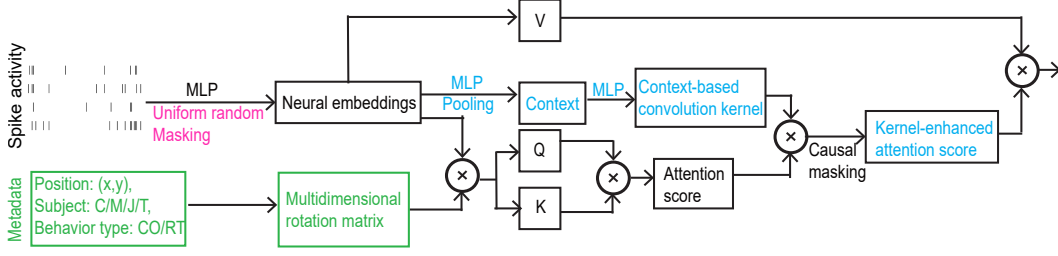 Spike activity
MLP
Uniform random
Masking
Neural embeddings
V
MLP
Pooling
Context
MLP
Context-based
convolution kernel
×
Causal
masking
Kernel-enhanced
attention score
×
Metadata
Position: (x,y),
Subject: C/M/J/T,
Behavior type: CO/RT
Multidimensional
rotation matrix
×
Q
K
×
Attention
score